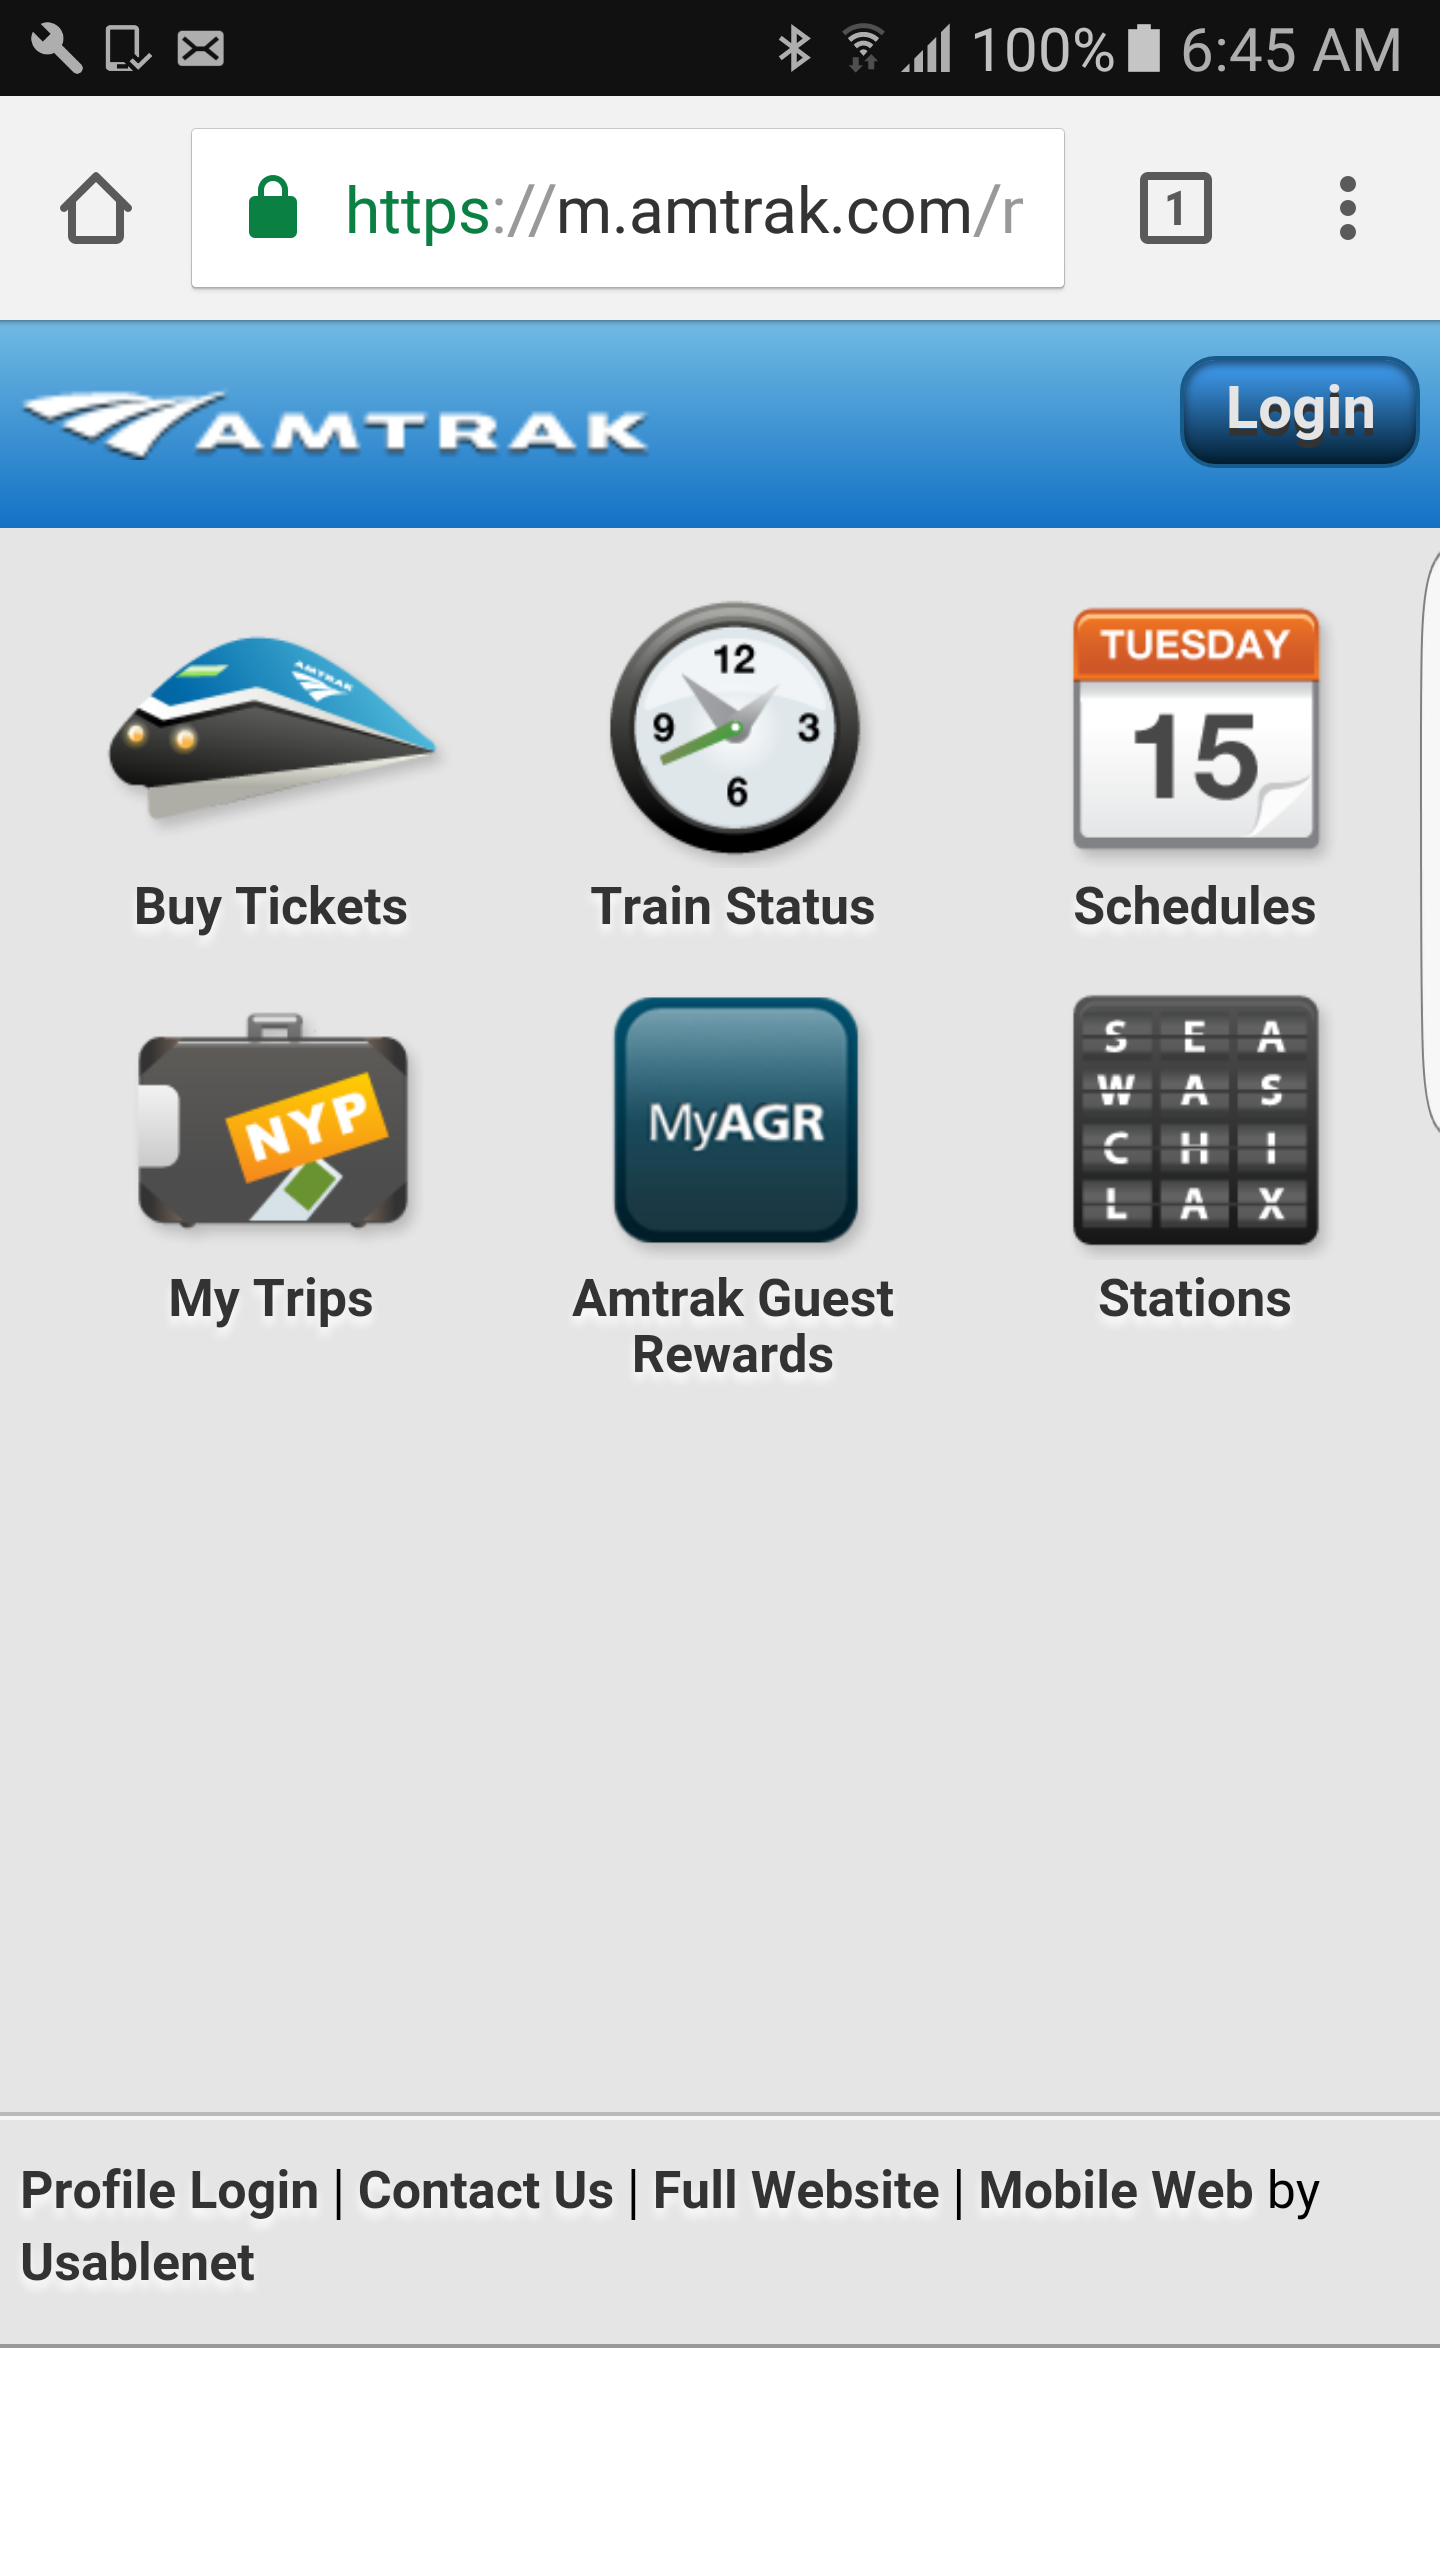 100% 6:45 AM
https://m.amtrak.com/r
1
AMTRAK
Login
AMTRAK
12
9 3
6
TUESDAY
15
Buy Tickets
Train Status
Schedules
NYP
MyAGR
S E A
W A S
C H I
L A X
My Trips
Amtrak Guest
Rewards
Stations
Profile Login | Contact Us | Full Website | Mobile Web by
Usablenet